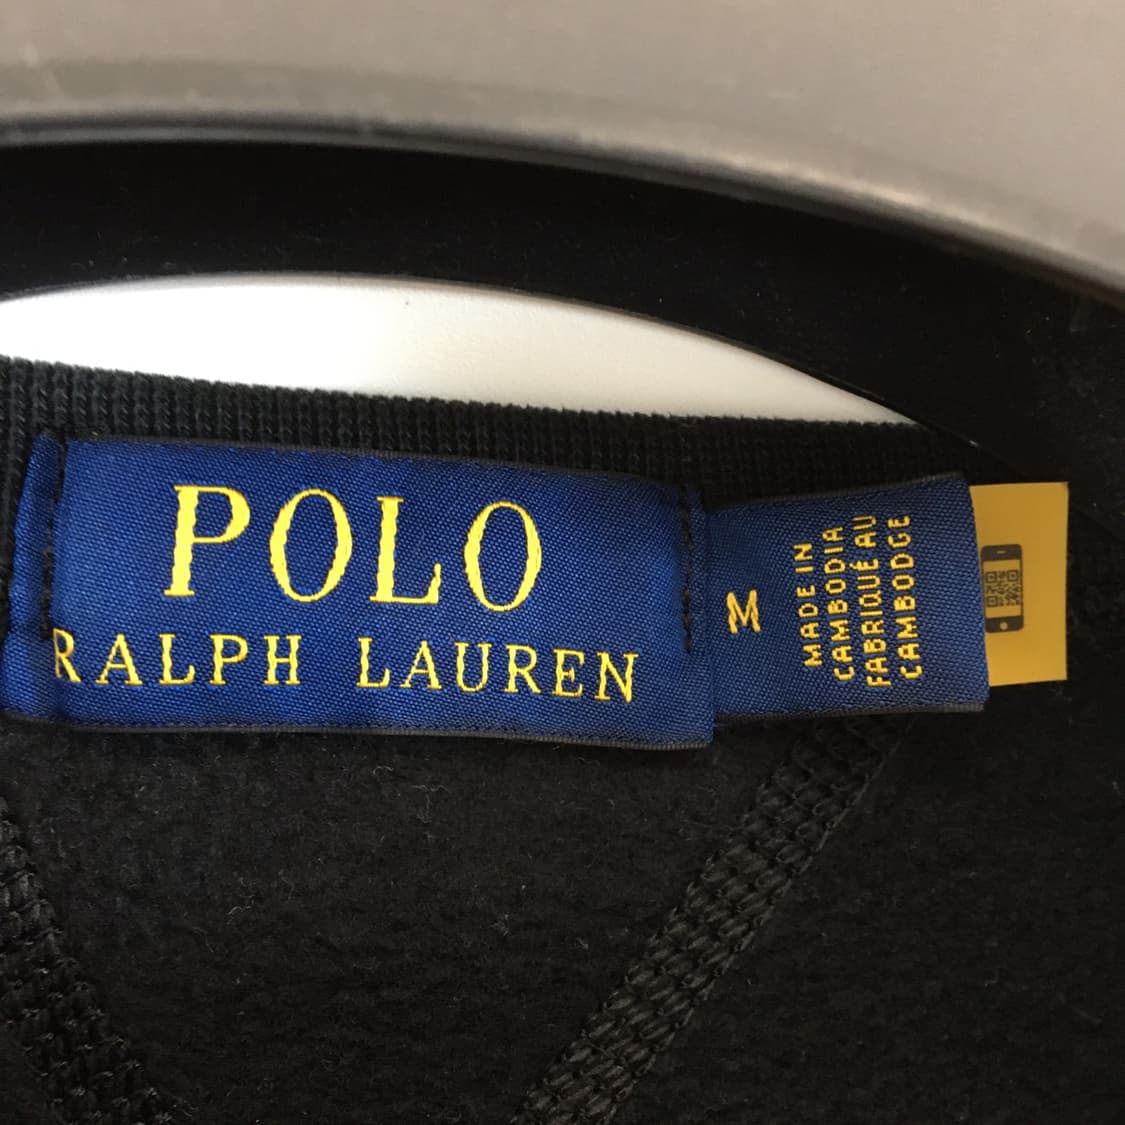 POLO
RALPH LAUREN
M
MADE IN
CAMBODIA
FABRIQUÉ AU
CAMBODGE